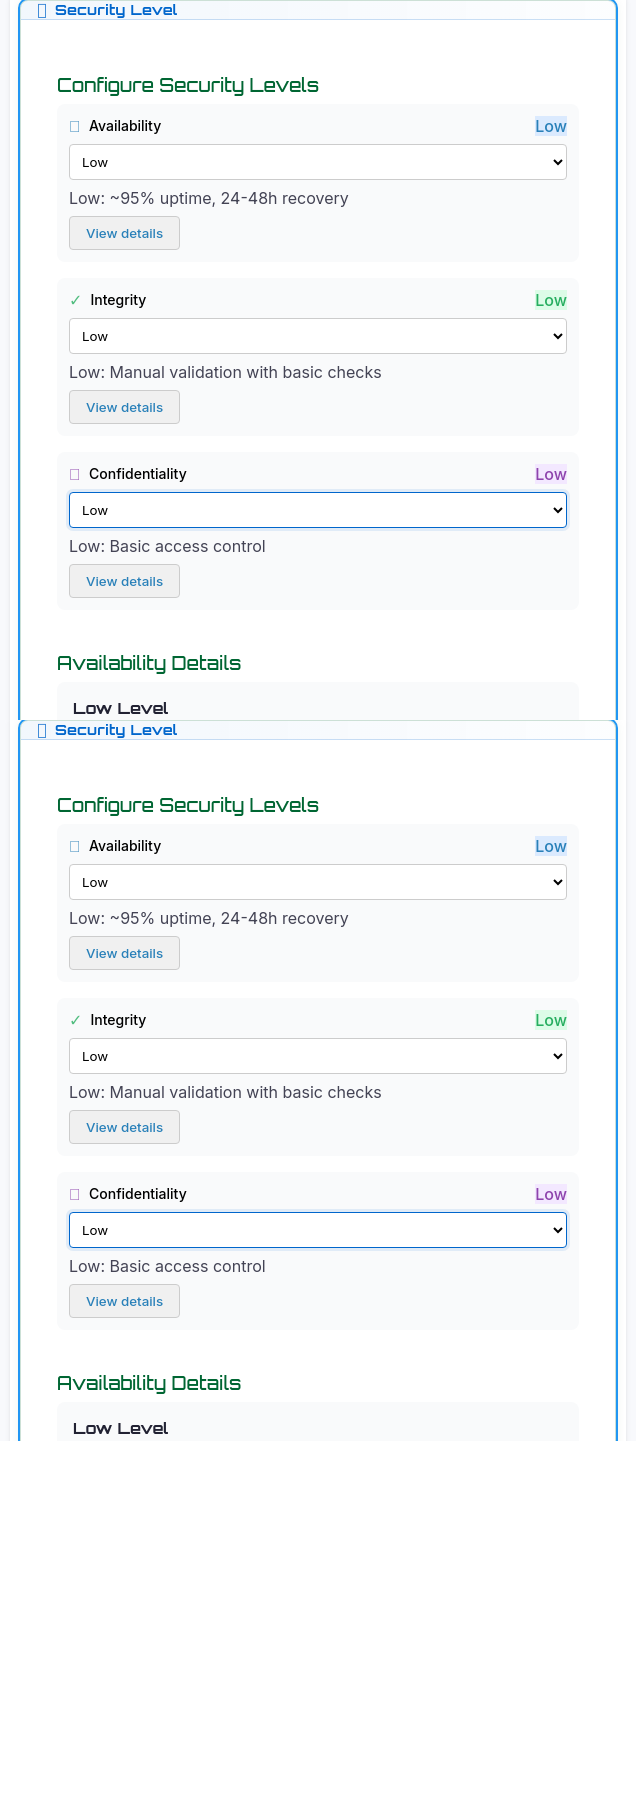 Security Level
Configure Security Levels
Availability Low
Low
Low: ~95% uptime, 24-48h recovery
View details
✓ Integrity Low
Low
Low: Manual validation with basic checks
View details
Confidentiality Low
Low
Low: Basic access control
View details
Availability Details
Low Level
Security Level
Configure Security Levels
Availability Low
Low
Low: ~95% uptime, 24-48h recovery
View details
✓ Integrity Low
Low
Low: Manual validation with basic checks
View details
Confidentiality Low
Low
Low: Basic access control
View details
Availability Details
Low Level